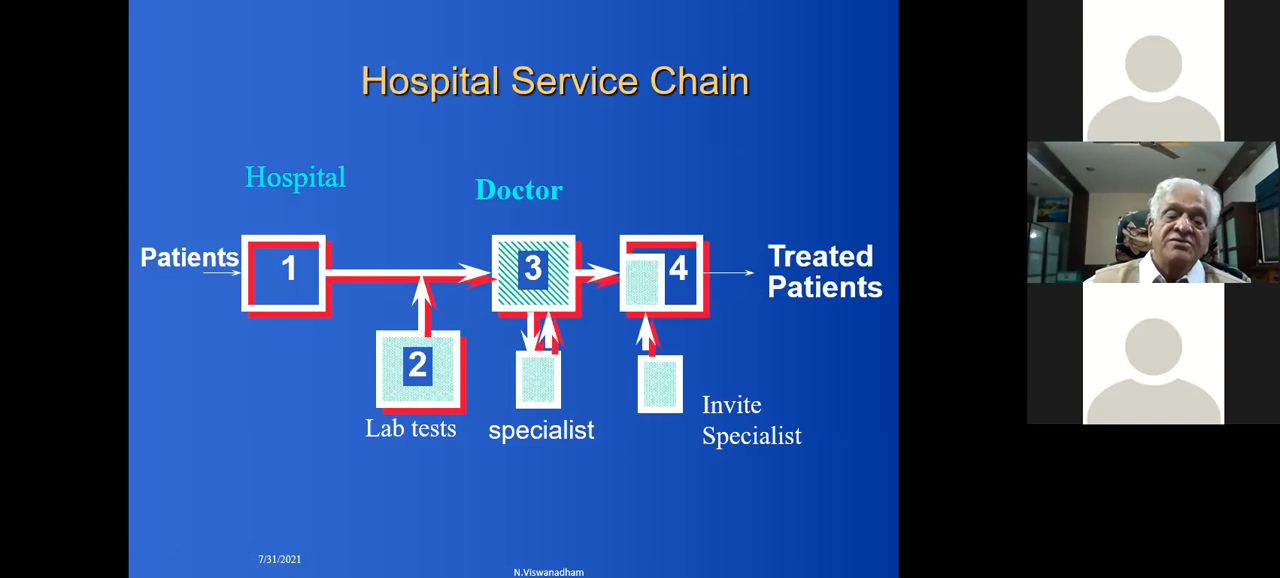 Hospital Service Chain
Hospital
Doctor
Patients
1
3
4
Treated
Patients
2
Lab tests
specialist
Invite
Specialist
7/31/2021
N.Viswanadham